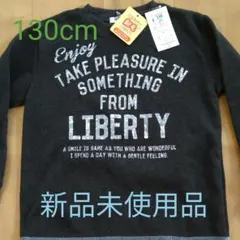 130cm
Enjoy
TAKE PLEASURE IN
SOMETHING
FROM
LIBERTY
A SMILE IS SAME AS YOU WHO ARE WONDERFUL
I SPEND A DAY WITH A GENTLE FEELING.
新品未使用品